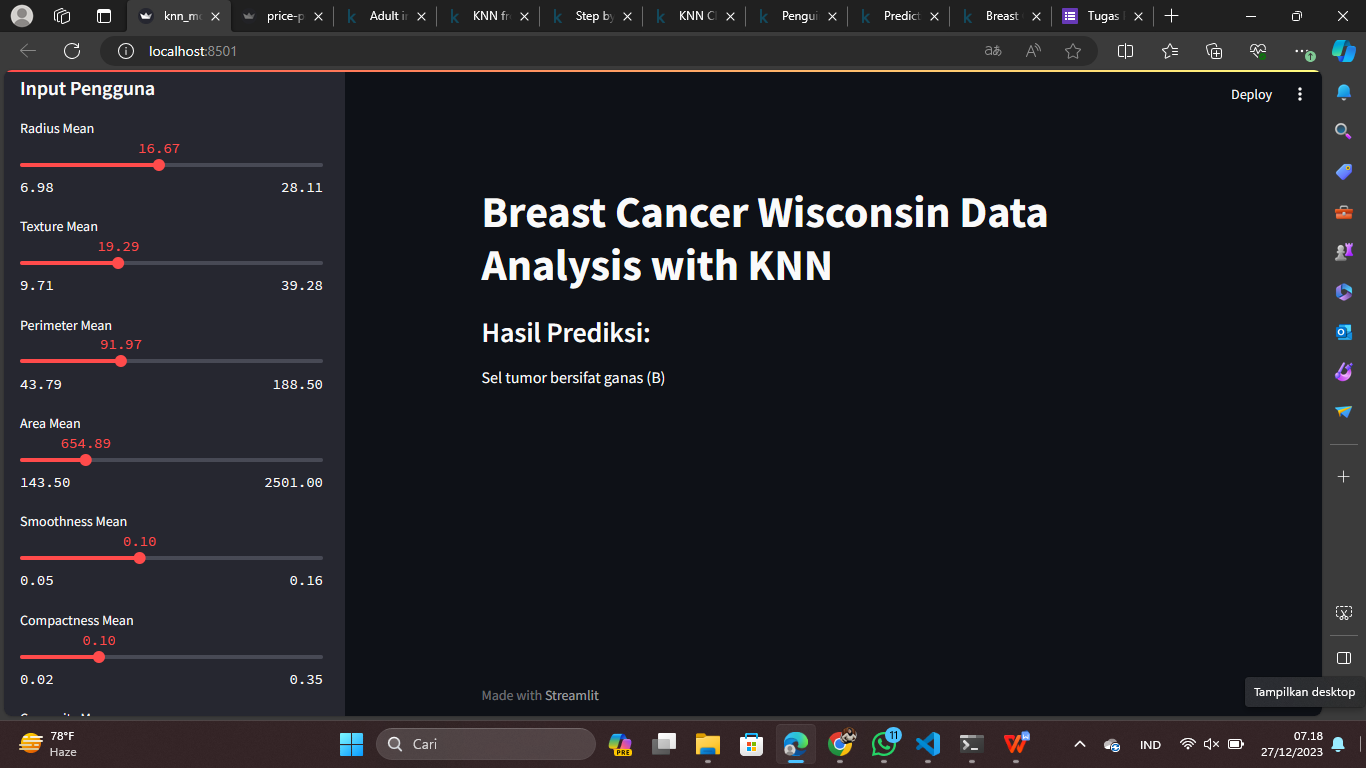 knn_m
price-p
Adult i
KNN fr
Step by
KNN Cl
Pengui
Predict
Breast
Tugas
localhost:8501
Input Pengguna
Deploy
Radius Mean
16.67
6.98 28.11
Texture Mean
19.29
9.71 39.28
Perimeter Mean
91.97
43.79 188.50
Area Mean
654.89
143.50 2501.00
Smoothness Mean
0.10
0.05 0.16
Compactness Mean
0.10
0.02 0.35
Breast Cancer Wisconsin Data
Analysis with KNN
Hasil Prediksi:
Sel tumor bersifat ganas (B)
Made with Streamlit
Tampilkan desktop
78°F
Haze
Cari
PRE
11
IND
07.18
27/12/2023